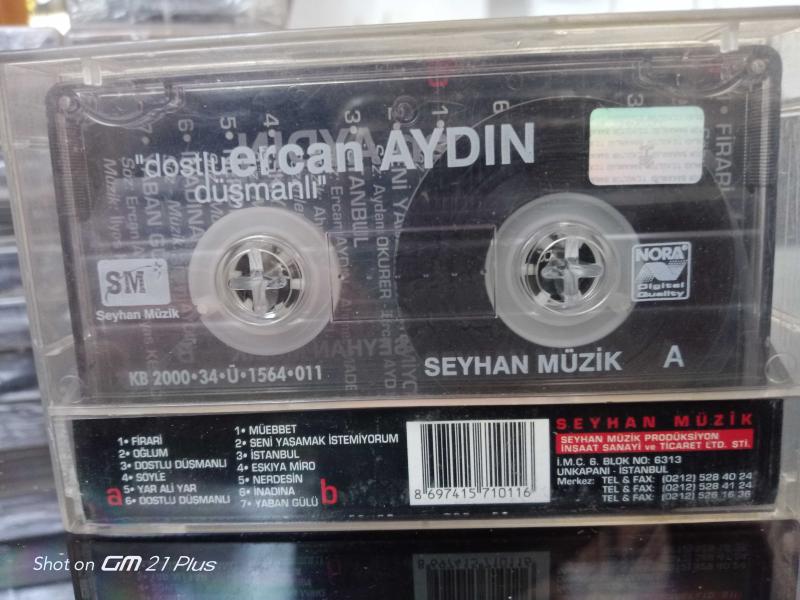 "dostlu
düşmanlı"
ercan AYDIN
NORA
Digital
Quality
SM
Seyhan Müzik
KB 2000•34•Ü•1564•011
SEYHAN MÜZİK A
a
1• FİRARİ
2• OĞLUM
3• DOSTLU DÜŞMANLI
4• SÖYLE
5• YAR ALİ YAR
6• DOSTLU DÜŞMANLI
b
1• MÜEBBET
2• SENİ YAŞAMAK İSTEMİYORUM
3• İSTANBUL
4• ESKIYA MİRO
5• NERDESİN
6• İNADINA
7• YABAN GÜLÜ
8 697415 710116
SEYHAN MÜZİK
SEYHAN MÜZİK PRODÜKSİYON
İNŞAAT SANAYİ ve TİCARET LTD. ŞTİ.
İ.M.C. 6. BLOK NO: 6313
UNKAPANI - İSTANBUL
Merkez: TEL & FAX: (0212) 528 40 24
TEL & FAX: (0212) 528 41 24
TEL & FAX: (0212) 526 16 36
Shot on GM 21 Plus